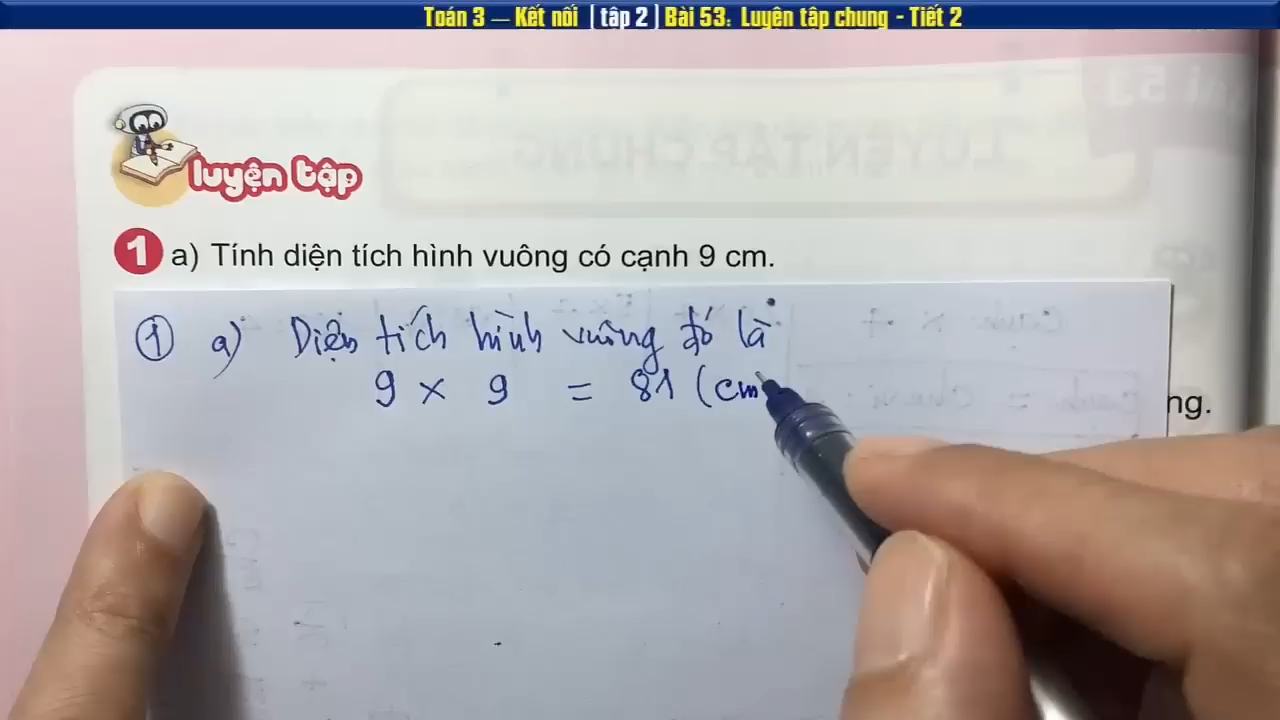 Toán 3 – Kết nối [ tập 2 ] Bài 53: Luyện tập chung - Tiết 2
luyện tập
1 a) Tính diện tích hình vuông có cạnh 9 cm.
1 a) Diện tích hình vuông đó là
9 × 9 = 81 (cm
ng.